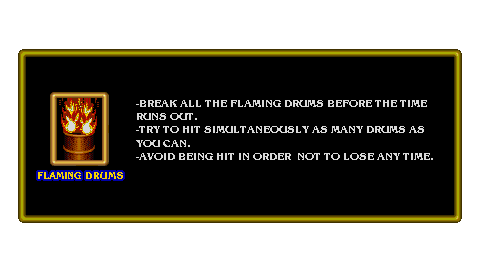 -BREAK ALL THE FLAMING DRUMS BEFORE THE TIME
RUNS OUT.
-TRY TO HIT SIMULTANEOUSLY AS MANY DRUMS AS
YOU CAN.
-AVOID BEING HIT IN ORDER NOT TO LOSE ANY TIME.
FLAMING DRUMS